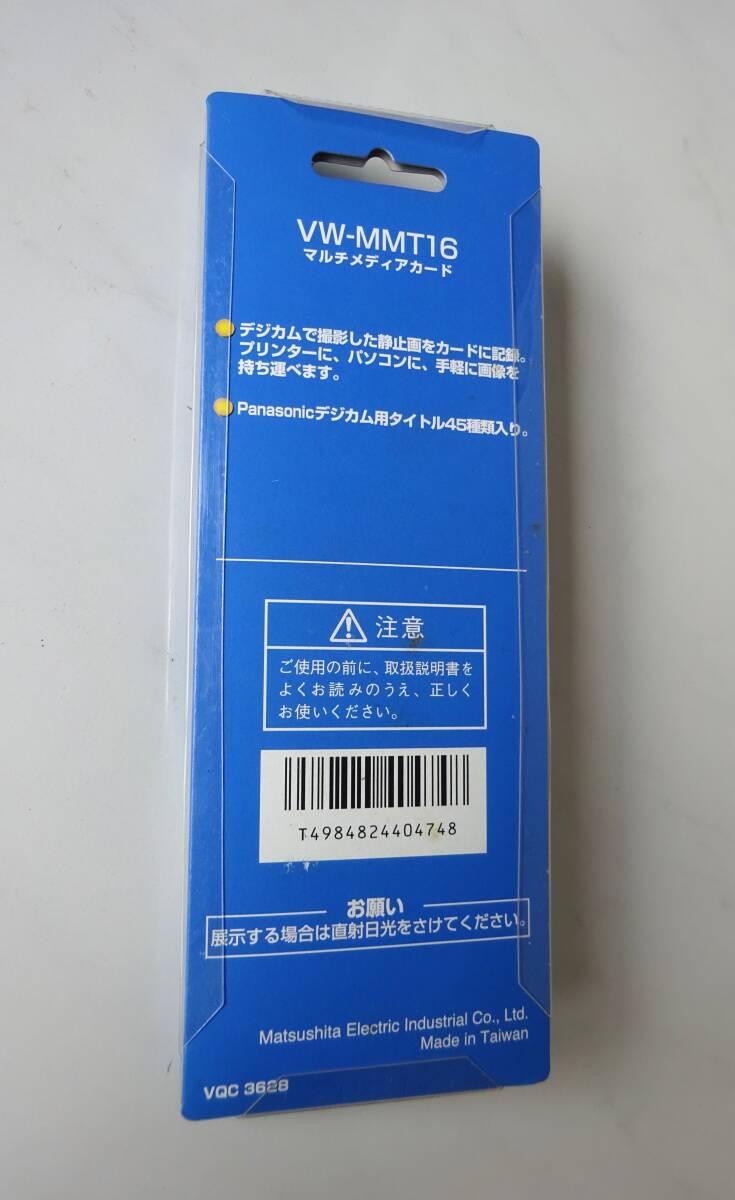 VW-MMT16
マルチメディアカード
デジカムで撮影した静止画をカードに記録。
プリンターに、パソコンに、手軽に画像を
持ち運べます。
Panasonicデジカム用タイトル45種類入り。
注意
ご使用の前に、取扱説明書を
よくお読みのうえ、正しく
お使いください。
T4984824404748
お願い
展示する場合は直射日光をさけてください。
Matsushita Electric Industrial Co., Ltd.
Made in Taiwan
VQC 3628